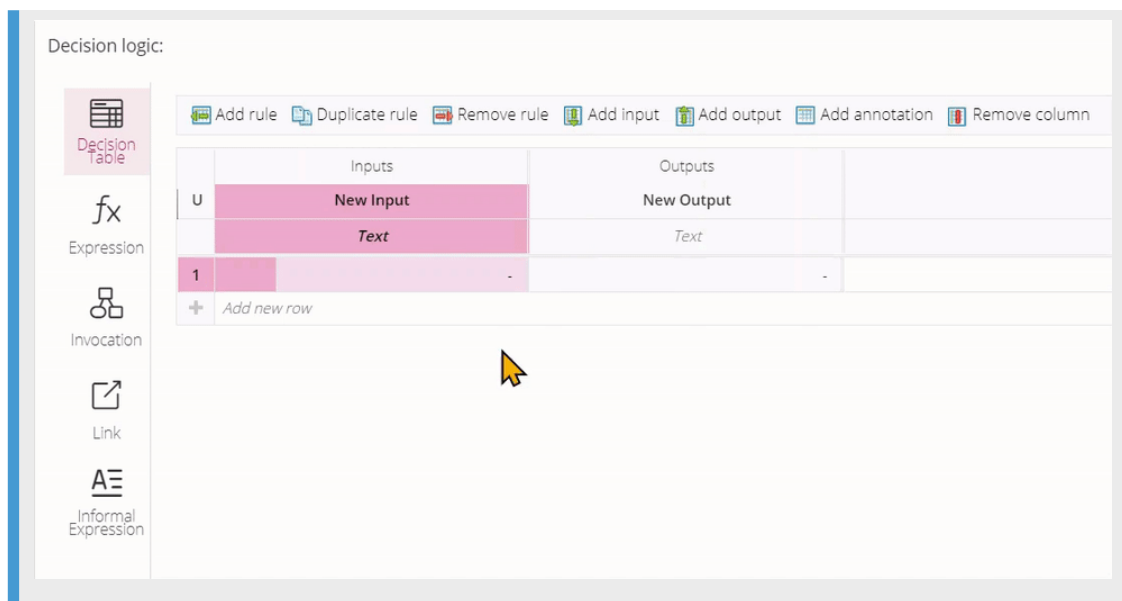 Decision logic:
Decision
Table
fx
Expression
Invocation
Link
A
Informal
Expression
Add rule Duplicate rule Remove rule Add input Add output Add annotation Remove column
Inputs Outputs
U New Input New Output
Text Text
1 - -
+ Add new row